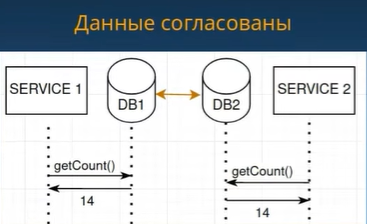 Данные согласованы
SERVICE 1
DB1
DB2
SERVICE 2
getCount()
14
getCount()
14